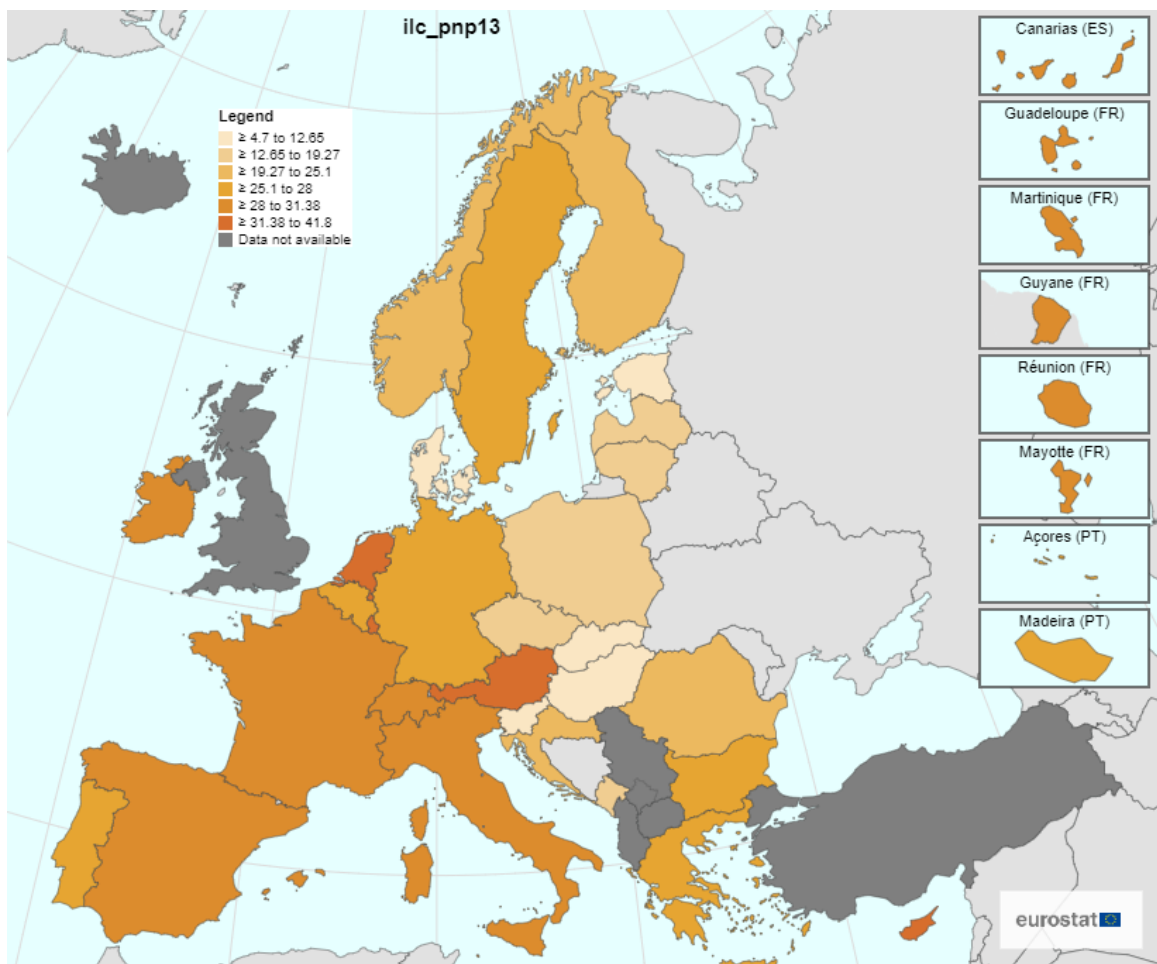 ilc_pnp13
Legend
≥ 4.7 to 12.65
≥ 12.65 to 19.27
≥ 19.27 to 25.1
≥ 25.1 to 28
≥ 28 to 31.38
≥ 31.38 to 41.8
Data not available
Canarias (ES)
Guadeloupe (FR)
Martinique (FR)
Guyane (FR)
Réunion (FR)
Mayotte (FR)
Açores (PT)
Madeira (PT)
eurostat